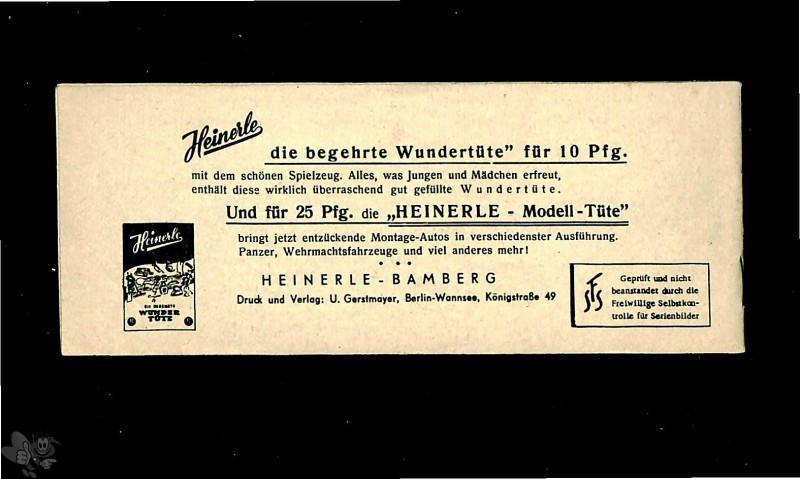 Heinerle
die begehrte Wundertüte" für 10 Pfg.
mit dem schönen Spielzeug. Alles, was Jungen und Mädchen erfreut,
enthält diese wirklich überraschend gut gefüllte Wundertüte.
Und für 25 Pfg. die „HEINERLE - Modell-Tüte"
bringt jetzt entzückende Montage-Autos in verschiedenster Ausführung.
Panzer, Wehrmachtsfahrzeuge und viel anderes mehr!
HEINERLE - BAMBERG
Druck und Verlag: U. Gerstmayer, Berlin-Wannsee, Königstraße 49
Heinerle
DIE BEGEHRTE
WUNDER
TÜTE
FSS
Geprüft und nicht
beanstandet durch die
Freiwillige Selbstkon-
trolle für Serienbilder